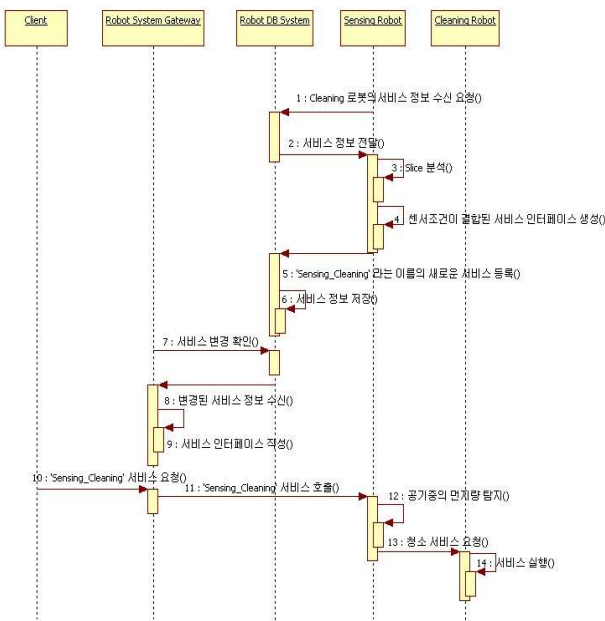 Client
Robot System Gateway
Robot DB System
Sensing Robot
Cleaning Robot
1 : Cleaning 로봇의 서비스 정보 수신 요청()
2 : 서비스 정보 전달()
3 : Slice 분석()
4 : 센서조건이 결합된 서비스 인터페이스 생성()
5 : 'Sensing_Cleaning' 라는 이름의 새로운 서비스 등록()
6 : 서비스 정보 저장()
7 : 서비스 변경 확인()
8 : 변경된 서비스 정보 수신()
9 : 서비스 인터페이스 작성()
10 : 'Sensing_Cleaning' 서비스 요청()
11 : 'Sensing_Cleaning' 서비스 호출()
12 : 공기중의 먼지량 탐지()
13 : 청소 서비스 요청()
14 : 서비스 실행()